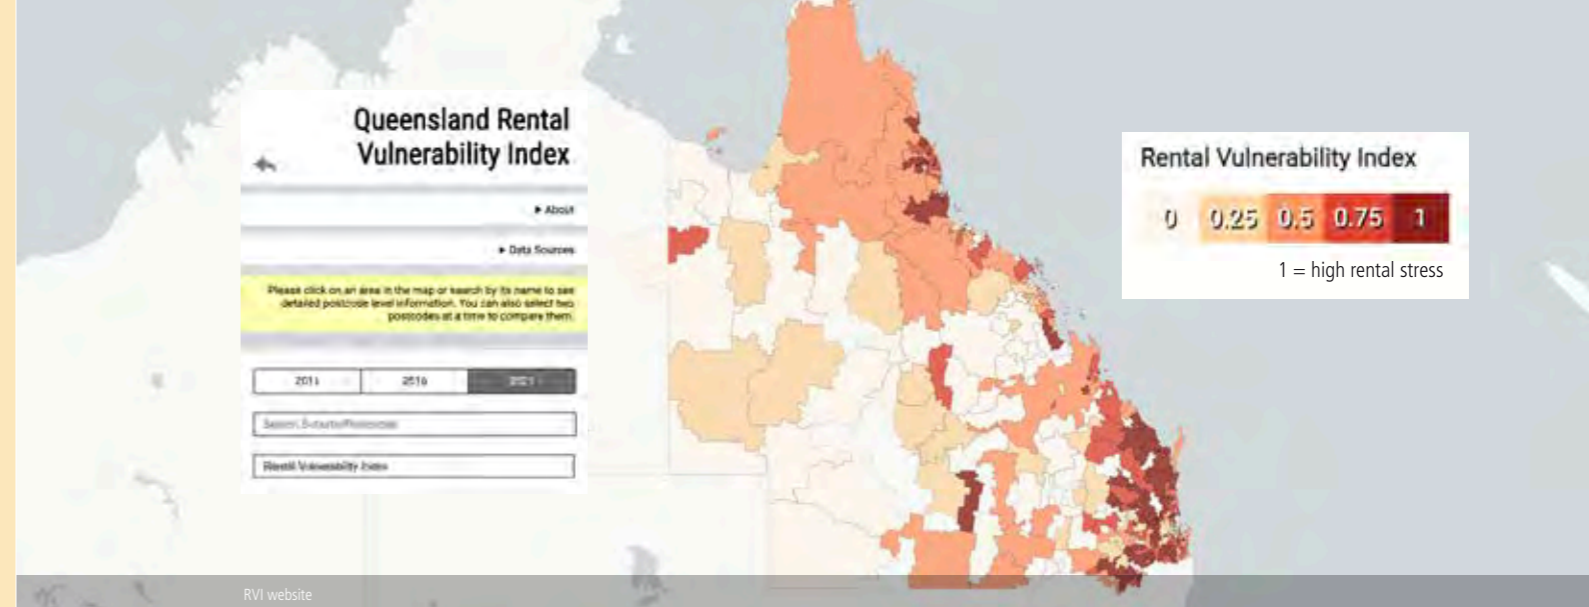 Queensland Rental
Vulnerability Index
▸ About
▸ Data Sources
Please click on an area in the map or search by its name to see
detailed postcode level information. You can also select two
postcodes at a time to compare them.
2016
2021
Rental Vulnerability Index
Rental Vulnerability Index
0 0.25 0.5 0.75 1
1 = high rental stress
RVI website